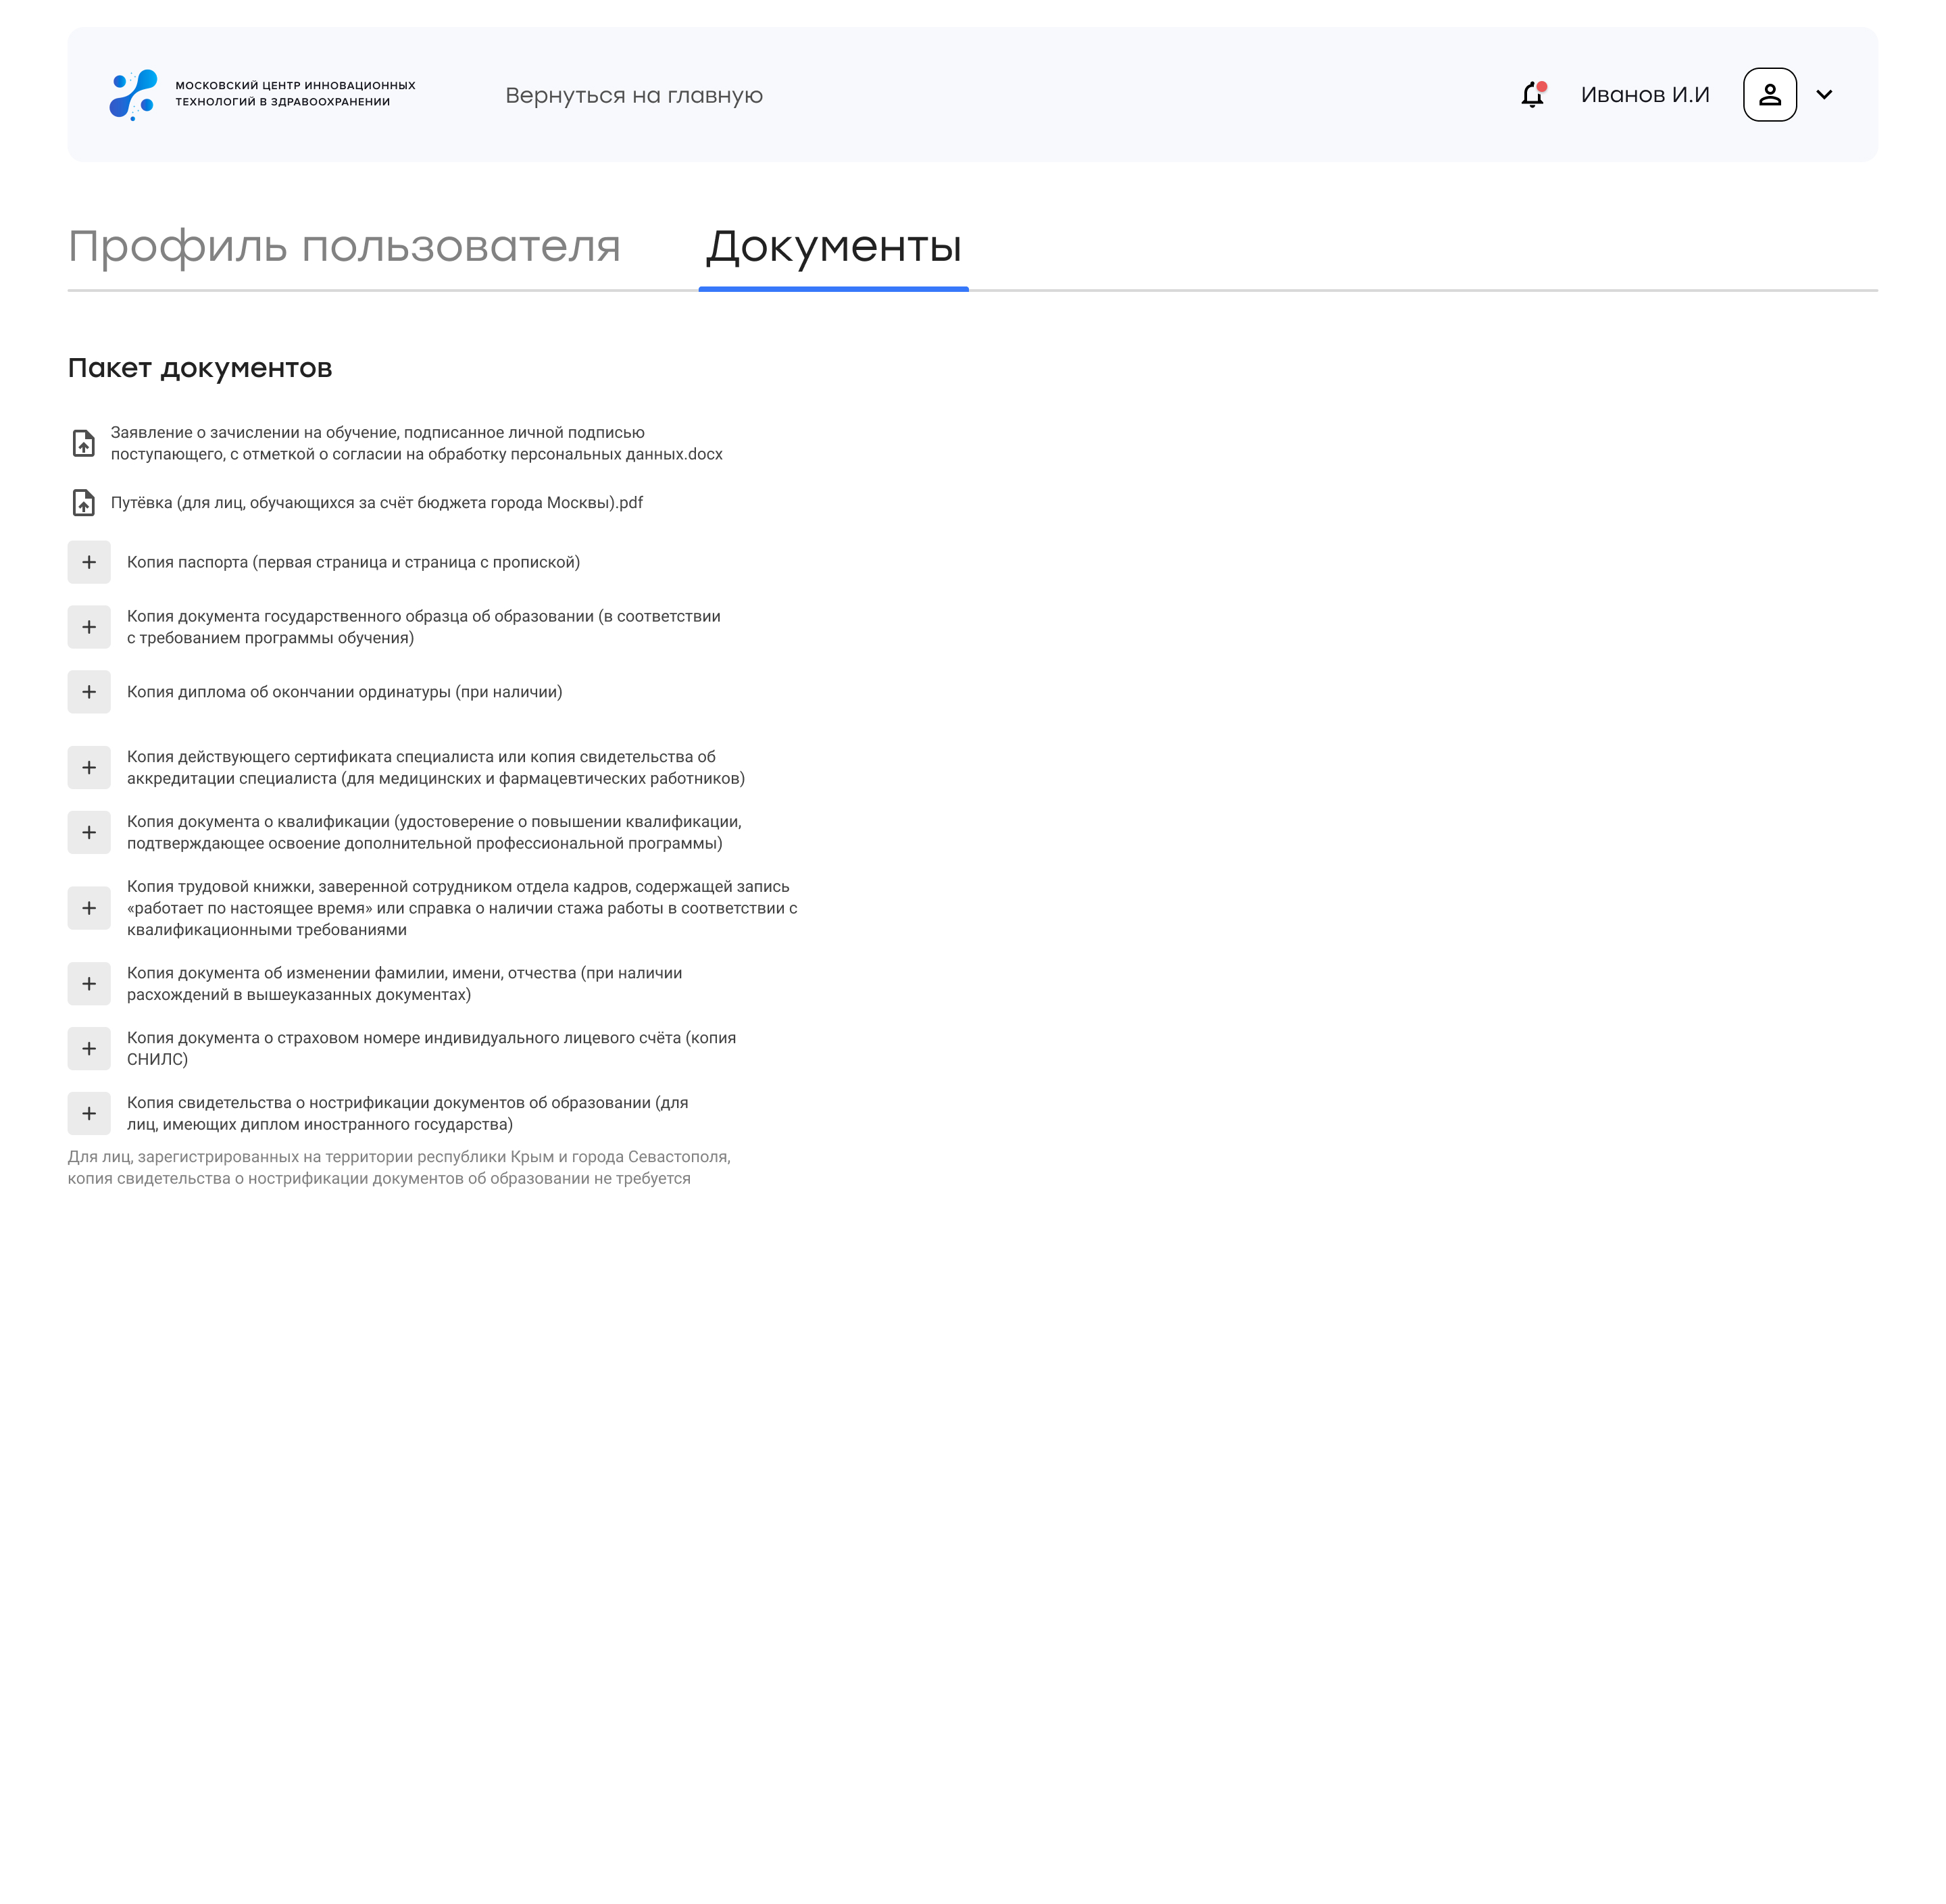 МОСКОВСКИЙ ЦЕНТР ИННОВАЦИОННЫХ
ТЕХНОЛОГИЙ В ЗДРАВООХРАНЕНИИ
Вернуться на главную
Иванов И.И
Профиль пользователя
Документы
Пакет документов
Заявление о зачислении на обучение, подписанное личной подписью
поступающего, с отметкой о согласии на обработку персональных данных.docx
Путёвка (для лиц, обучающихся за счёт бюджета города Москвы).pdf
Копия паспорта (первая страница и страница с пропиской)
Копия документа государственного образца об образовании (в соответствии
с требованием программы обучения)
Копия диплома об окончании ординатуры (при наличии)
Копия действующего сертификата специалиста или копия свидетельства об
аккредитации специалиста (для медицинских и фармацевтических работников)
Копия документа о квалификации (удостоверение о повышении квалификации,
подтверждающее освоение дополнительной профессиональной программы)
Копия трудовой книжки, заверенной сотрудником отдела кадров, содержащей запись
«работает по настоящее время» или справка о наличии стажа работы в соответствии с
квалификационными требованиями
Копия документа об изменении фамилии, имени, отчества (при наличии
расхождений в вышеуказанных документах)
Копия документа о страховом номере индивидуального лицевого счёта (копия
СНИЛС)
Копия свидетельства о нострификации документов об образовании (для
лиц, имеющих диплом иностранного государства)
Для лиц, зарегистрированных на территории республики Крым и города Севастополя,
копия свидетельства о нострификации документов об образовании не требуется